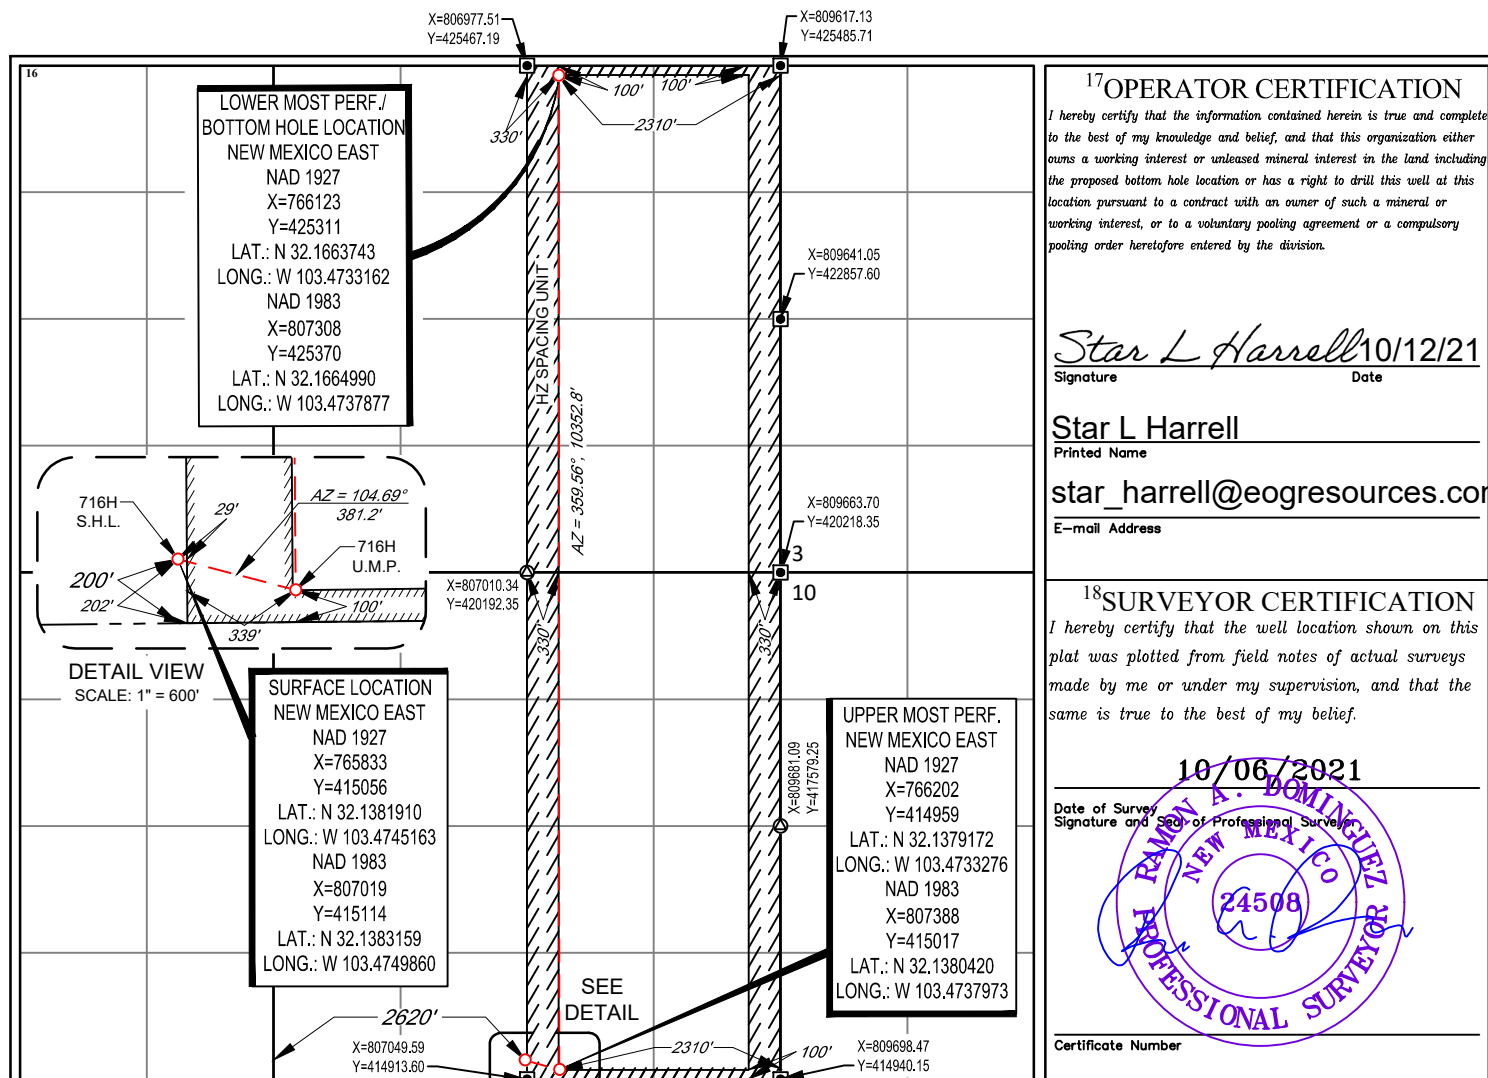 X=806977.51
Y=425467.19
X=809617.13
Y=425485.71
16
LOWER MOST PERF./
BOTTOM HOLE LOCATION
NEW MEXICO EAST
NAD 1927
X=766123
Y=425311
LAT.: N 32.1663743
LONG.: W 103.4733162
NAD 1983
X=807308
Y=425370
LAT.: N 32.1664990
LONG.: W 103.4737877
330'
100'
100'
2310'
HZ SPACING UNIT
AZ = 359.56°, 10352.8'
X=809641.05
Y=422857.60
X=809663.70
Y=420218.35
3
10
X=807010.34
Y=420192.35
330'
330'
716H
S.H.L.
29'
AZ = 104.69°
381.2'
716H
U.M.P.
200'
202'
100'
339'
DETAIL VIEW
SCALE: 1" = 600'
SURFACE LOCATION
NEW MEXICO EAST
NAD 1927
X=765833
Y=415056
LAT.: N 32.1381910
LONG.: W 103.4745163
NAD 1983
X=807019
Y=415114
LAT.: N 32.1383159
LONG.: W 103.4749860
X=809681.09
Y=417579.25
UPPER MOST PERF.
NEW MEXICO EAST
NAD 1927
X=766202
Y=414959
LAT.: N 32.1379172
LONG.: W 103.4733276
NAD 1983
X=807388
Y=415017
LAT.: N 32.1380420
LONG.: W 103.4737973
SEE
DETAIL
2620'
X=807049.59
Y=414913.60
2310'
100'
X=809698.47
Y=414940.15
17OPERATOR CERTIFICATION
I hereby certify that the information contained herein is true and complete
to the best of my knowledge and belief, and that this organization either
owns a working interest or unleased mineral interest in the land including
the proposed bottom hole location or has a right to drill this well at this
location pursuant to a contract with an owner of such a mineral or
working interest, or to a voluntary pooling agreement or a compulsory
pooling order heretofore entered by the division.
Star L Harrell 10/12/21
Signature Date
Star L Harrell
Printed Name
star_harrell@eogresources.com
E-mail Address
18SURVEYOR CERTIFICATION
I hereby certify that the well location shown on this
plat was plotted from field notes of actual surveys
made by me or under my supervision, and that the
same is true to the best of my belief.
10/06/2021
Date of Survey
Signature and Seal of Professional Surveyor
RAMON A. DOMINGUEZ
NEW MEXICO
24508
PROFESSIONAL SURVEYOR
Certificate Number